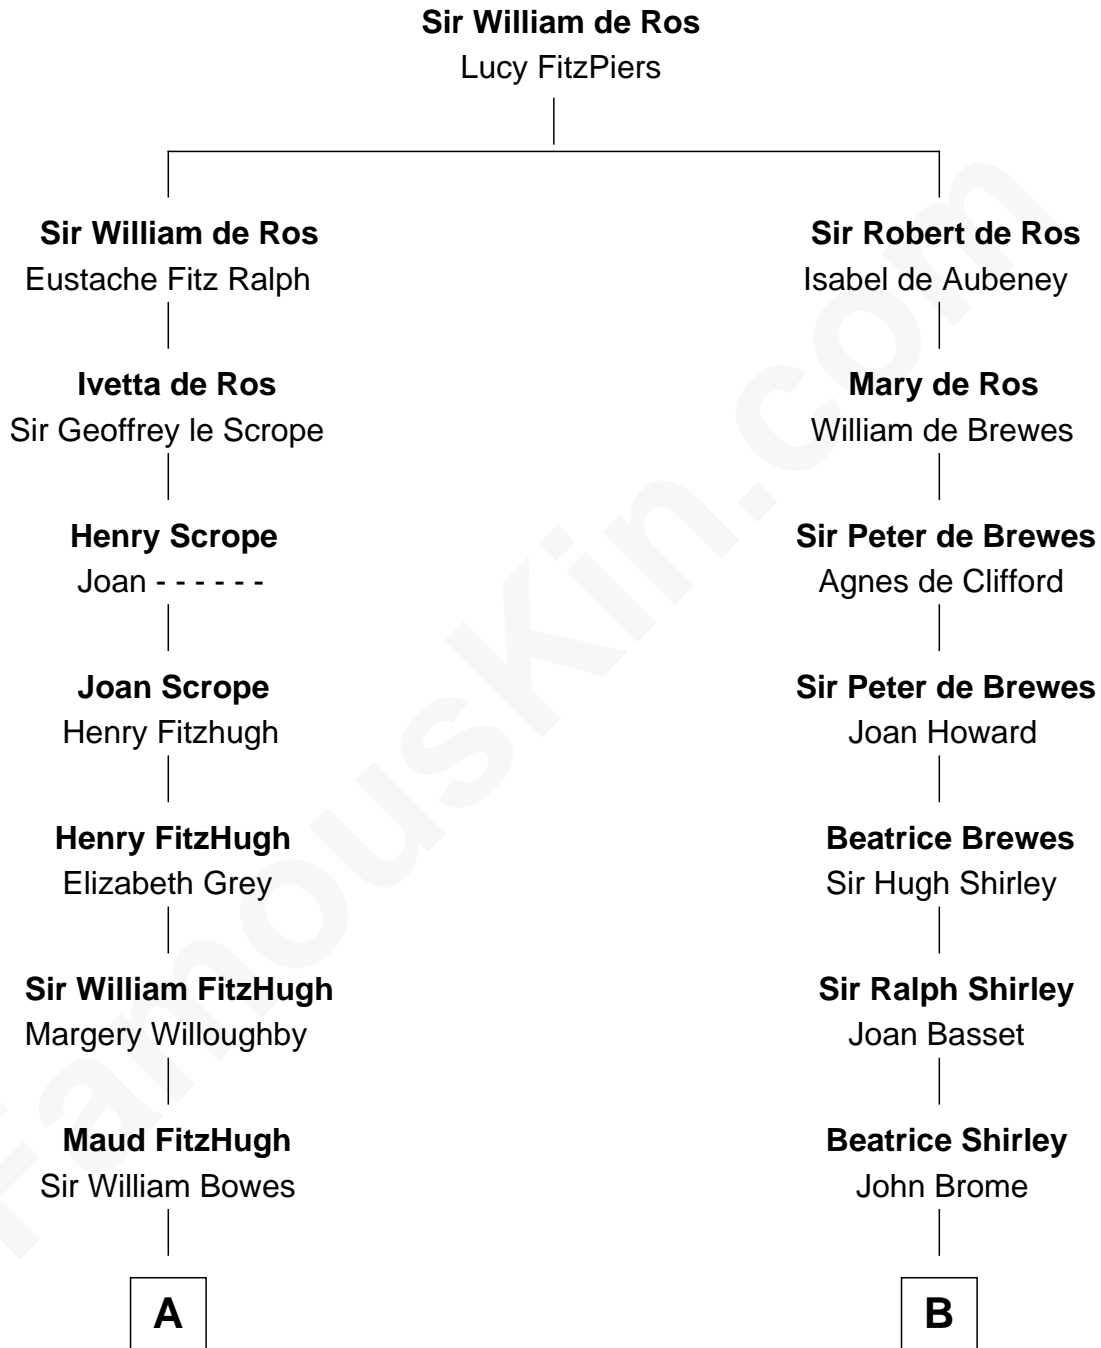 Sir William de Ros
Lucy FitzPiers
Sir William de Ros
Eustache Fitz Ralph
Sir Robert de Ros
Isabel de Aubeney
Ivetta de Ros
Sir Geoffrey le Scrope
Mary de Ros
William de Brewes
Henry Scrope
Joan - - - - - -
Sir Peter de Brewes
Agnes de Clifford
Joan Scrope
Henry Fitzhugh
Sir Peter de Brewes
Joan Howard
Henry FitzHugh
Elizabeth Grey
Beatrice Brewes
Sir Hugh Shirley
Sir William FitzHugh
Margery Willoughby
Sir Ralph Shirley
Joan Basset
Maud FitzHugh
Sir William Bowes
Beatrice Shirley
John Brome
A
B
FamousKin.com